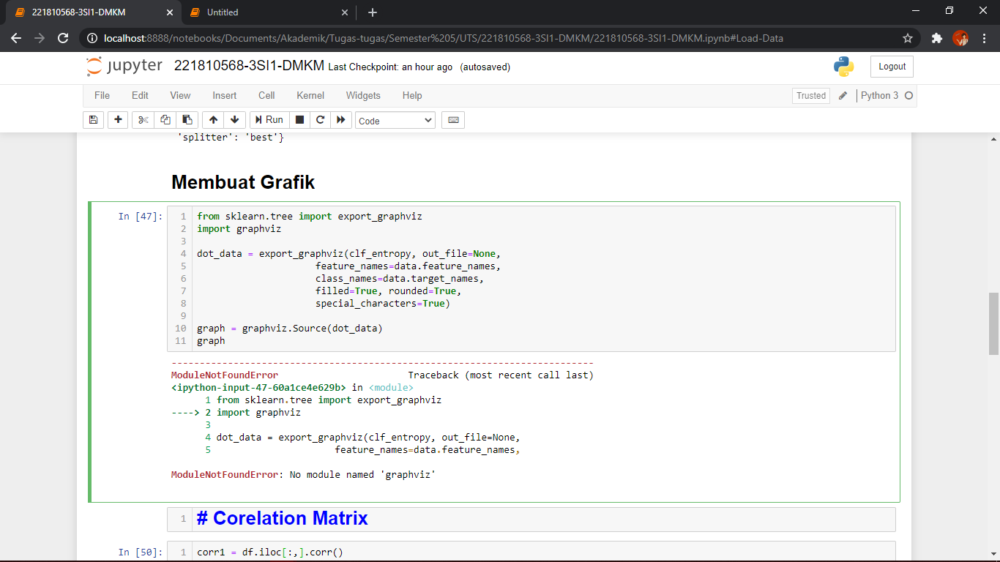 221810568-3SI1-DMKM
Untitled
localhost:8888/notebooks/Documents/Akademik/Tugas-tugas/Semester%205/UTS/221810568-3SI1-DMKM/221810568-3SI1-DMKM.ipynb#Load-Data
jupyter 221810568-3SI1-DMKM Last Checkpoint: an hour ago (autosaved)
Logout
File Edit View Insert Cell Kernel Widgets Help
Trusted Python 3
Run Code
'splitter': 'best'}
Membuat Grafik
In [47]:
1 from sklearn.tree import export_graphviz
2 import graphviz
3
4 dot_data = export_graphviz(clf_entropy, out_file=None,
5 feature_names=data.feature_names,
6 class_names=data.target_names,
7 filled=True, rounded=True,
8 special_characters=True)
9
10 graph = graphviz.Source(dot_data)
11 graph
---------------------------------------------------------------------------
ModuleNotFoundError Traceback (most recent call last)
<ipython-input-47-60a1ce4e629b> in <module>
1 from sklearn.tree import export_graphviz
----> 2 import graphviz
3
4 dot_data = export_graphviz(clf_entropy, out_file=None,
5 feature_names=data.feature_names,
ModuleNotFoundError: No module named 'graphviz'
1 # Corelation Matrix
In [50]:
1 corr1 = df.iloc[:,].corr()